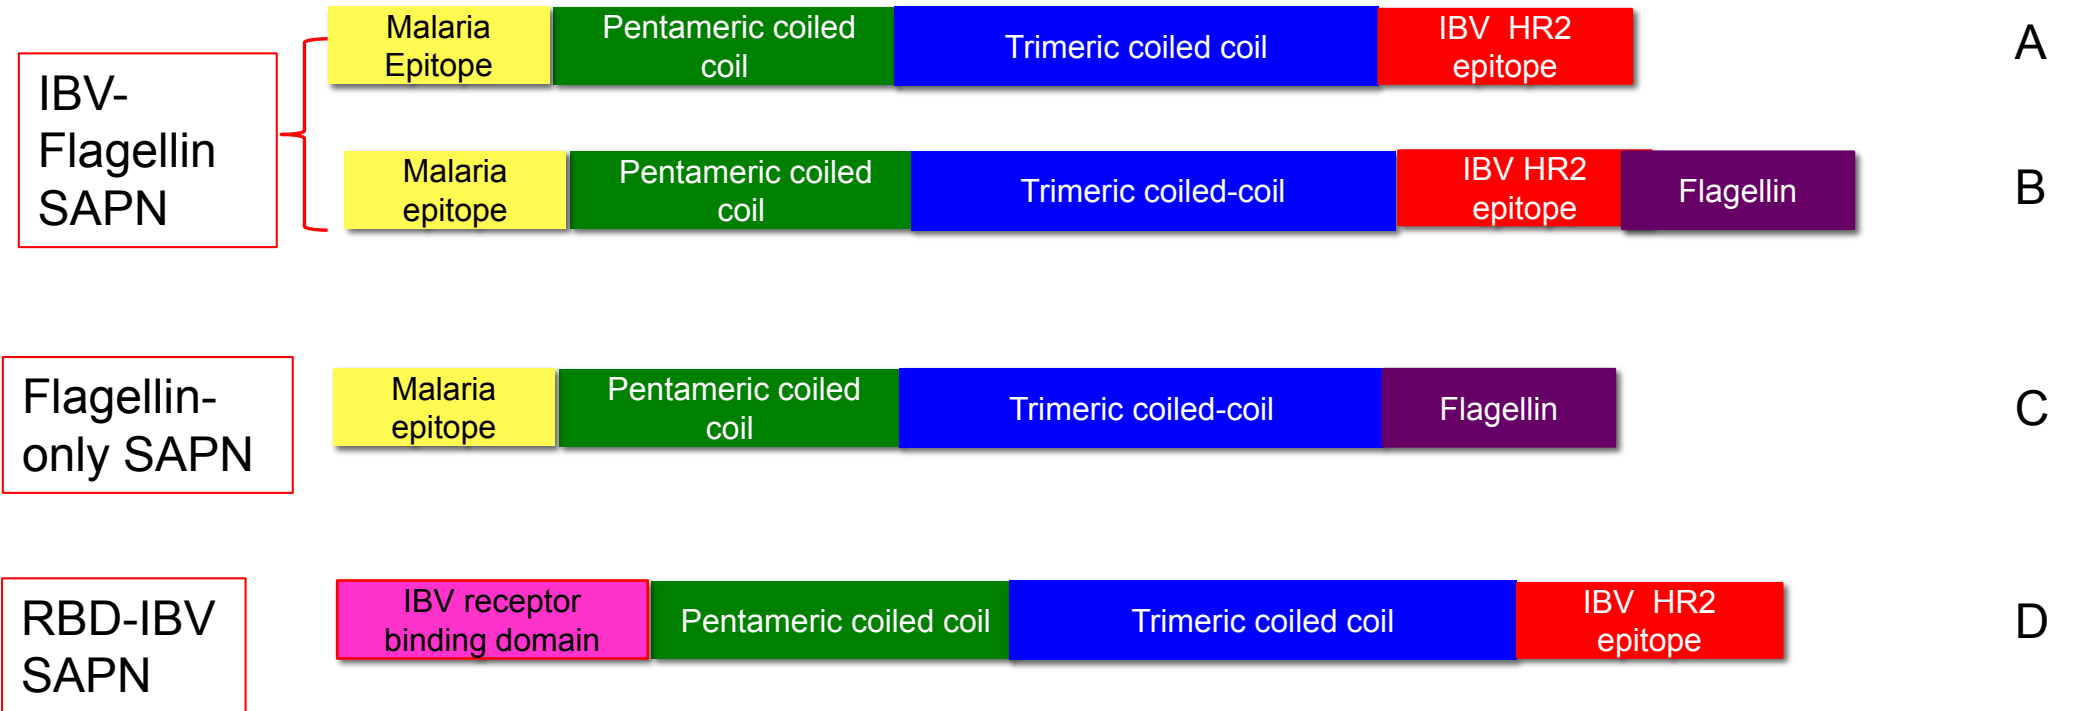 IBV-
Flagellin
SAPN
Malaria
Epitope
Pentameric coiled
coil
Trimeric coiled coil
IBV HR2
epitope
A
Malaria
epitope
Pentameric coiled
coil
Trimeric coiled-coil
IBV HR2
epitope
Flagellin
B
Flagellin-
only SAPN
Malaria
epitope
Pentameric coiled
coil
Trimeric coiled-coil
Flagellin
C
RBD-IBV
SAPN
IBV receptor
binding domain
Pentameric coiled coil
Trimeric coiled coil
IBV HR2
epitope
D